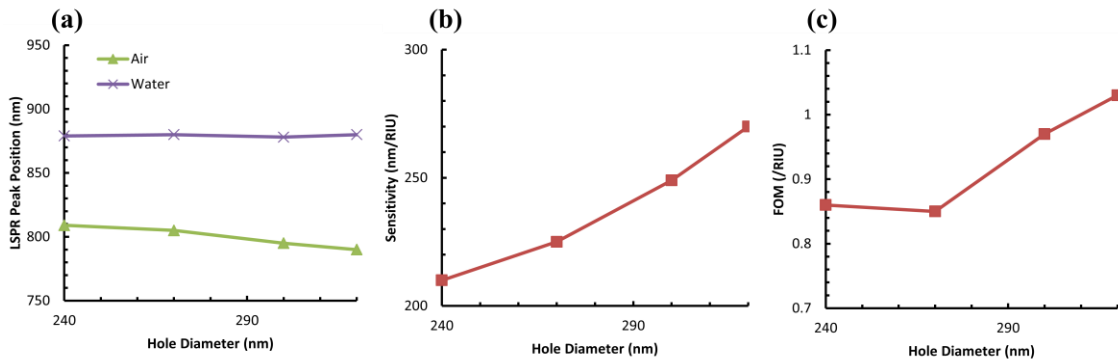 (a)
950
900
850
800
750
240
290
LSPR Peak Position (nm)
Hole Diameter (nm)
Air
Water
(b)
300
250
200
240
290
Sensitivity (nm/RIU)
Hole Diameter (nm)
(c)
1.1
1
0.9
0.8
0.7
240
290
FOM (/RIU)
Hole Diameter (nm)